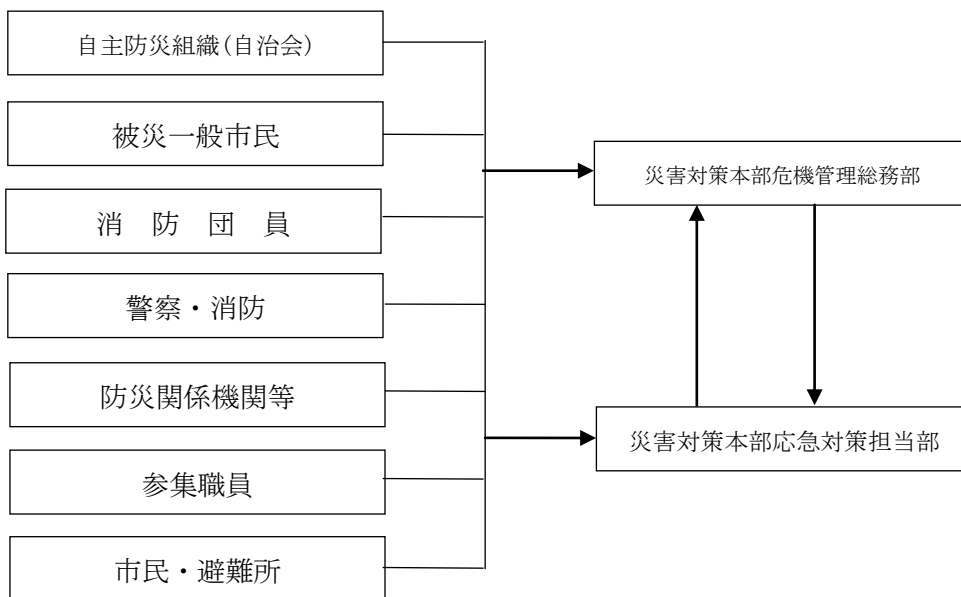 自主防災組織(自治会)
被災一般市民
消　防　団　員
警察・消防
防災関係機関等
参集職員
市民・避難所
災害対策本部危機管理総務部
災害対策本部応急対策担当部